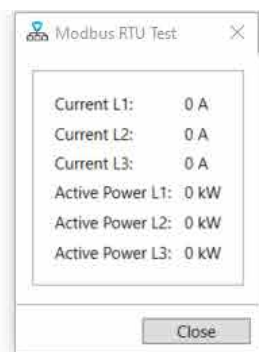 Modbus RTU Test
Current L1: 0 A
Current L2: 0 A
Current L3: 0 A
Active Power L1: 0 kW
Active Power L2: 0 kW
Active Power L3: 0 kW
Close